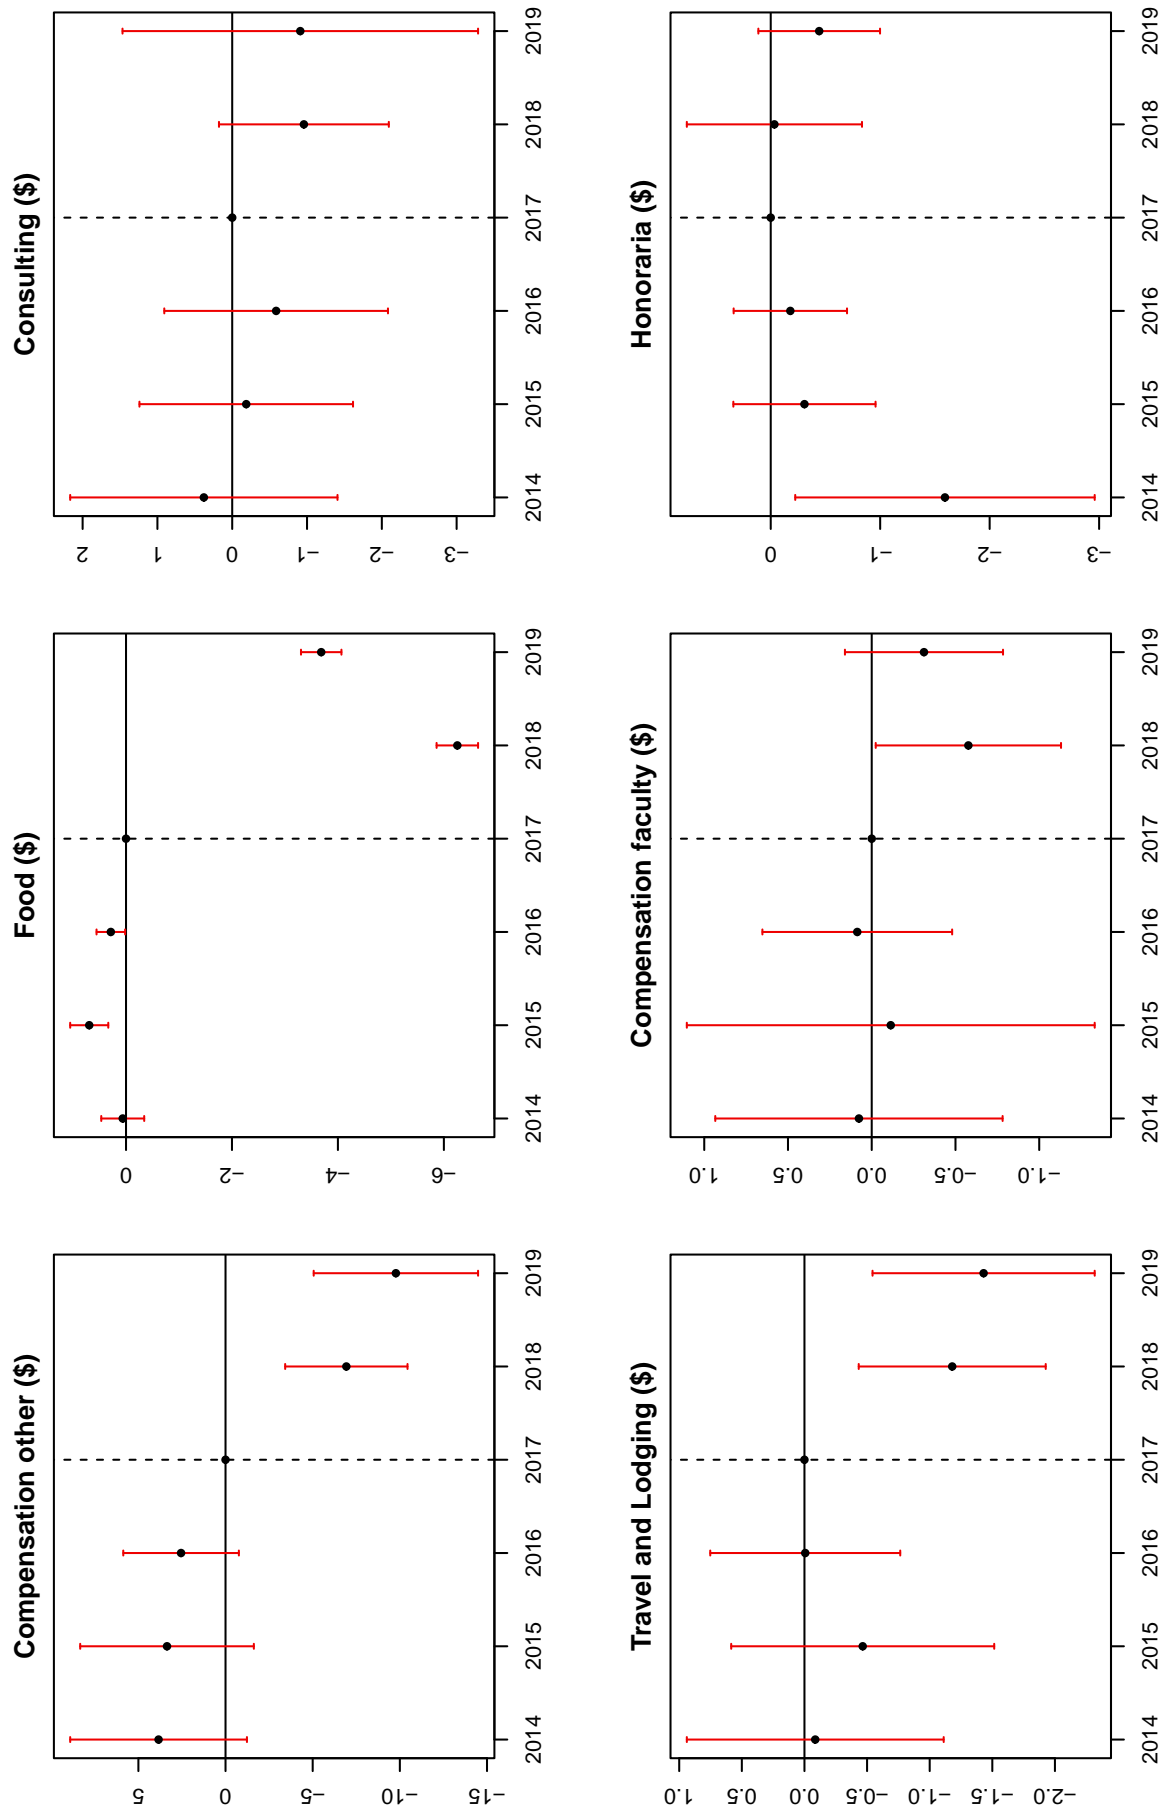 Compensation other ($)
5
0
−5
−10
−15
2014 2015 2016 2017 2018 2019
Food ($)
0
−2
−4
−6
2014 2015 2016 2017 2018 2019
Consulting ($)
2
1
0
−1
−2
−3
2014 2015 2016 2017 2018 2019
Travel and Lodging ($)
1.0
0.5
0.0
−0.5
−1.0
−1.5
−2.0
2014 2015 2016 2017 2018 2019
Compensation faculty ($)
1.0
0.5
0.0
−0.5
−1.0
2014 2015 2016 2017 2018 2019
Honoraria ($)
0
−1
−2
−3
2014 2015 2016 2017 2018 2019